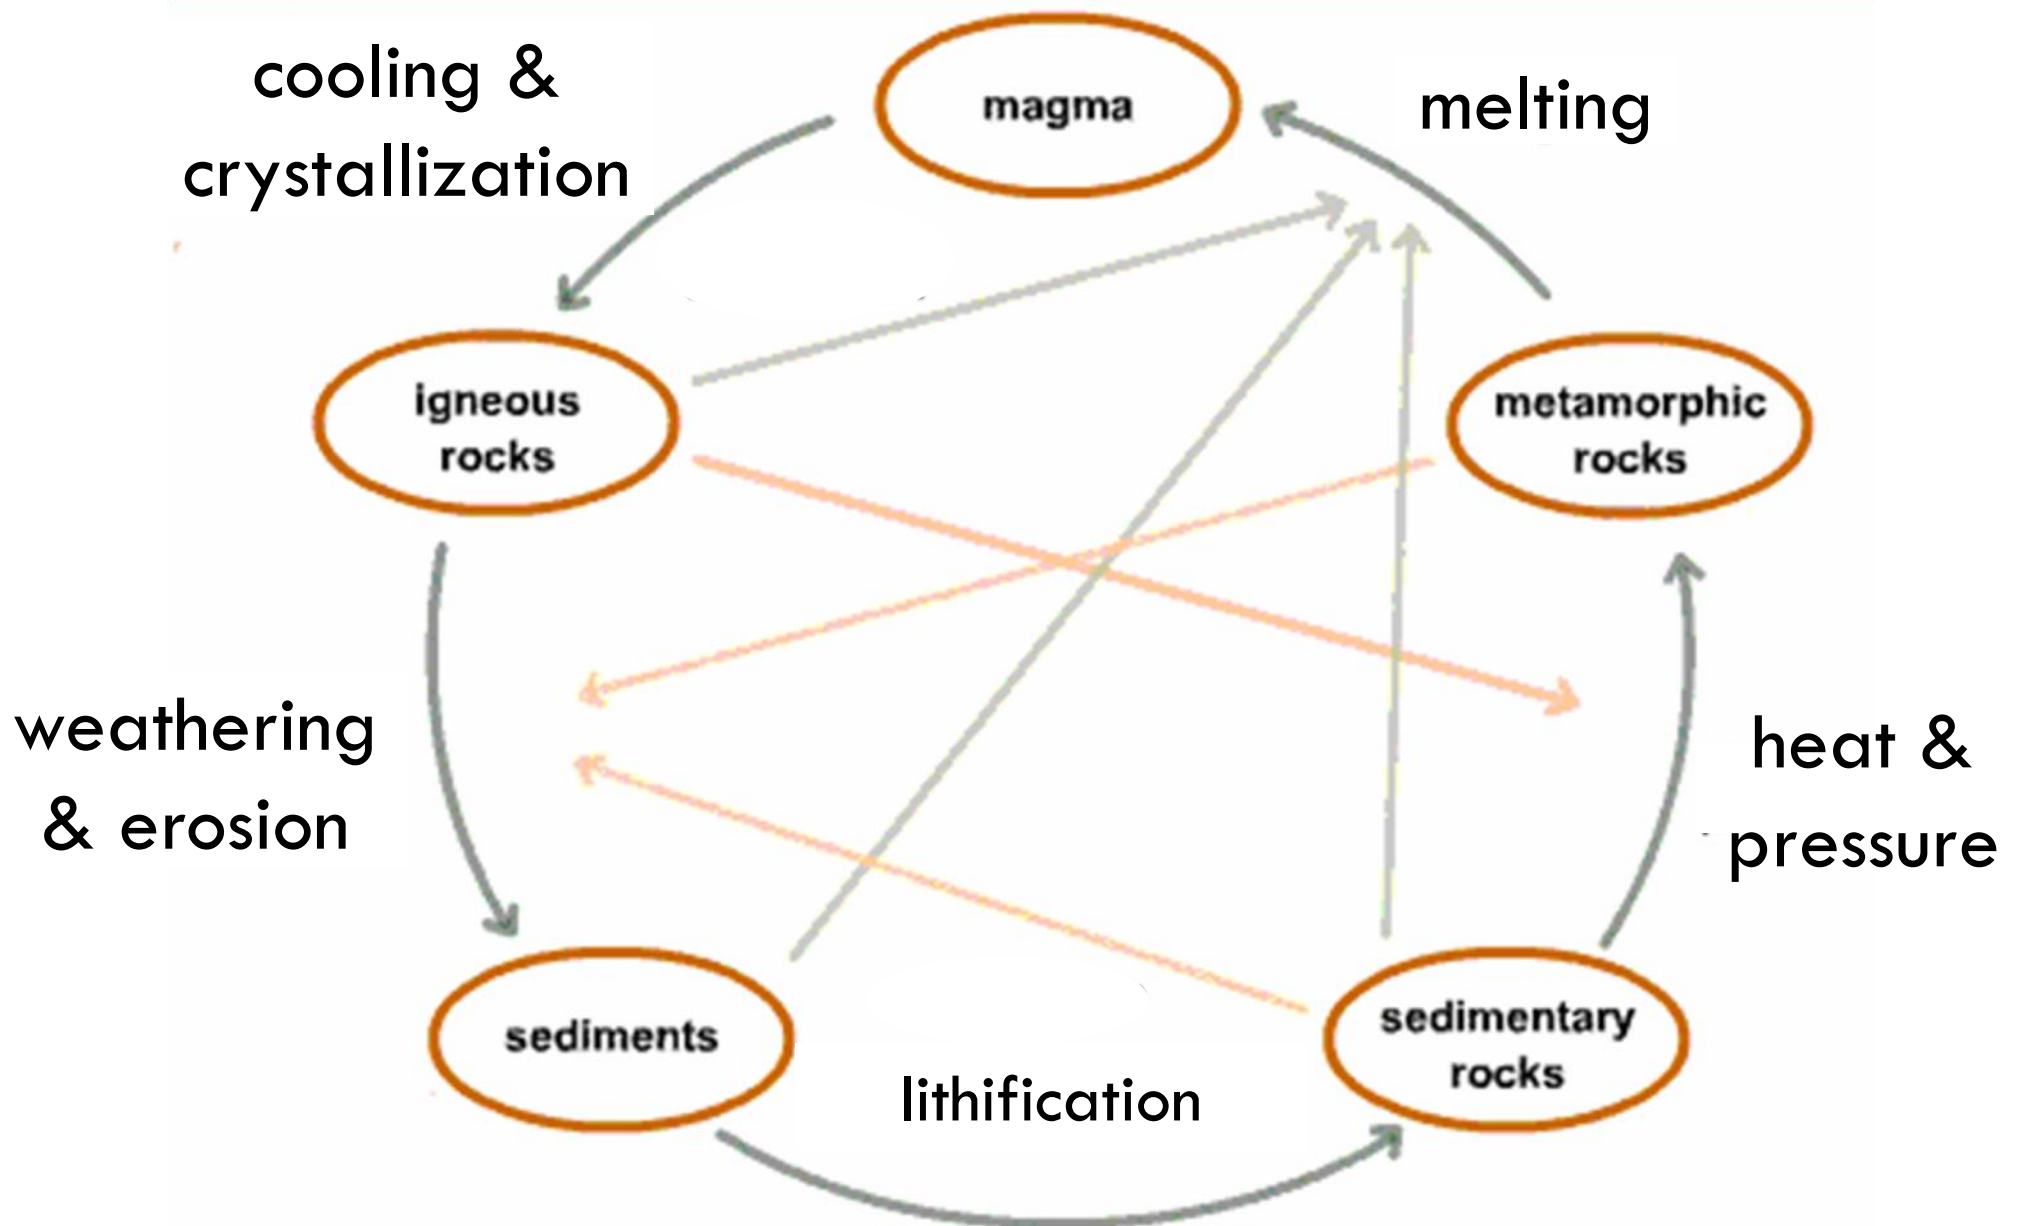 cooling &
crystallization
magma
melting
igneous
rocks
metamorphic
rocks
weathering
& erosion
heat &
pressure
sediments
lithification
sedimentary
rocks